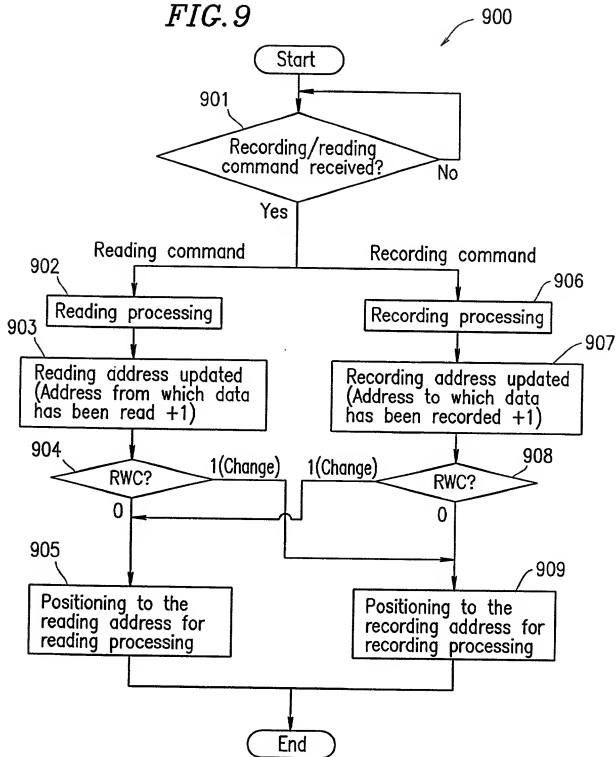 FIG. 9
900
Start
901
Recording/reading
command received?
No
Yes
Reading command
Recording command
902
Reading processing
906
Recording processing
903
Reading address updated
(Address from which data
has been read +1)
907
Recording address updated
(Address to which data
has been recorded +1)
904
RWC?
1(Change)
1(Change)
RWC?
908
0
0
905
Positioning to the
reading address for
reading processing
909
Positioning to the
recording address for
recording processing
End